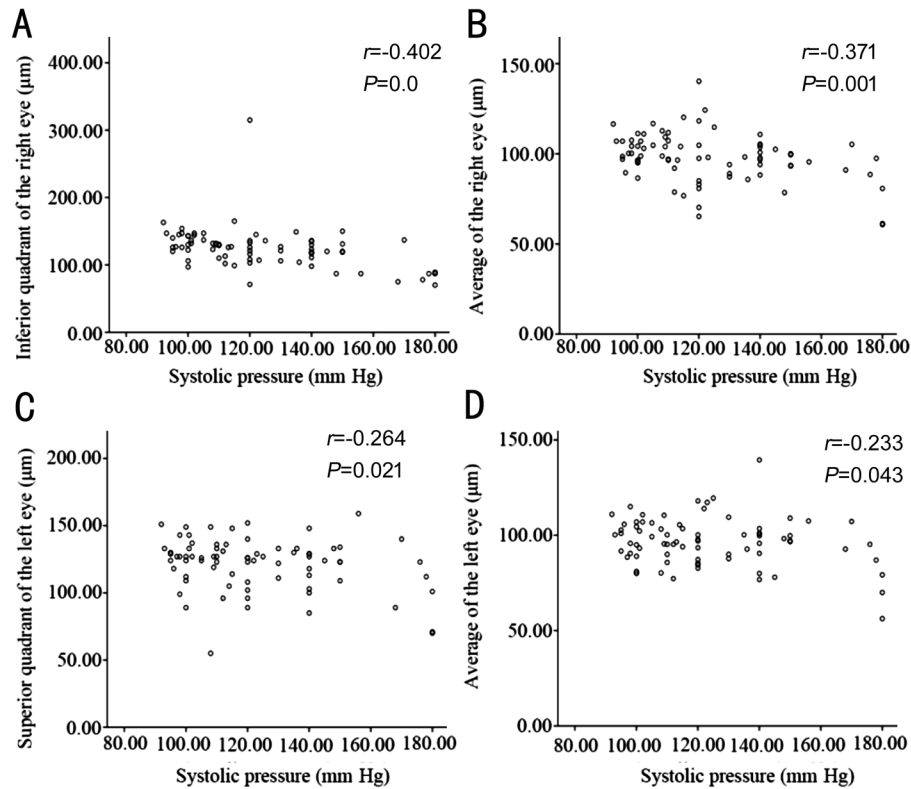 A
r=-0.402
P=0.0
Inferior quadrant of the right eye (μm)
400.00
300.00
200.00
100.00
0.00
80.00 100.00 120.00 140.00 160.00 180.00
Systolic pressure (mm Hg)
B
r=-0.371
P=0.001
Average of the right eye (μm)
150.00
100.00
50.00
0.00
80.00 100.00 120.00 140.00 160.00 180.00
Systolic pressure (mm Hg)
C
r=-0.264
P=0.021
Superior quadrant of the left eye (μm)
200.00
150.00
100.00
50.00
0.00
80.00 100.00 120.00 140.00 160.00 180.00
Systolic pressure (mm Hg)
D
r=-0.233
P=0.043
Average of the left eye (μm)
150.00
100.00
50.00
0.00
80.00 100.00 120.00 140.00 160.00 180.00
Systolic pressure (mm Hg)